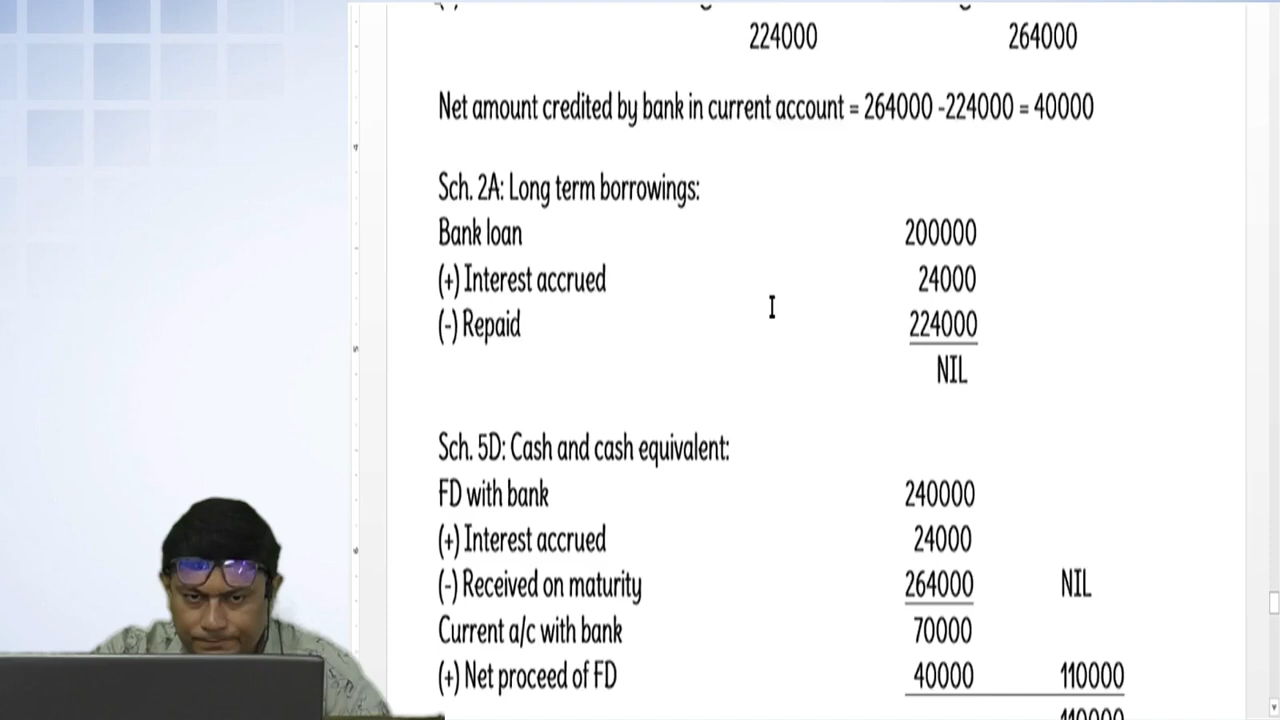 224000 264000
Net amount credited by bank in current account = 264000 -224000 = 40000
Sch. 2A: Long term borrowings:
Bank loan 200000
(+) Interest accrued 24000
(-) Repaid 224000
NIL
Sch. 5D: Cash and cash equivalent:
FD with bank 240000
(+) Interest accrued 24000
(-) Received on maturity 264000 NIL
Current a/c with bank 70000
(+) Net proceed of FD 40000 110000
110000